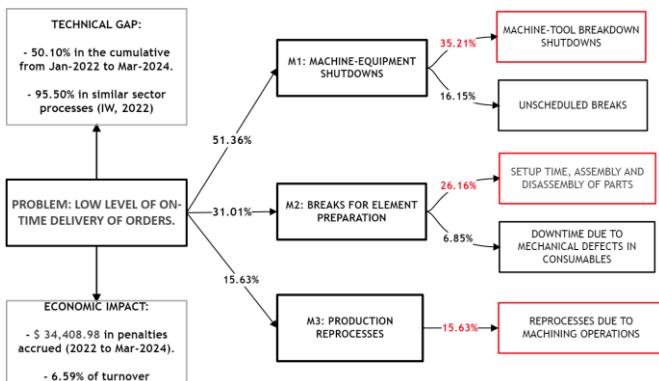 TECHNICAL GAP:
- 50.10% in the cumulative
from Jan-2022 to Mar-2024.
- 95.50% in similar sector
processes (IW, 2022)
PROBLEM: LOW LEVEL OF ON-
TIME DELIVERY OF ORDERS.
ECONOMIC IMPACT:
- $ 34,408.98 in penalties
accrued (2022 to Mar-2024).
- 6.59% of turnover
51.36%
31.01%
15.63%
M1: MACHINE-EQUIPMENT
SHUTDOWNS
35.21%
16.15%
MACHINE-TOOL BREAKDOWN
SHUTDOWNS
UNSCHEDULED BREAKS
M2: BREAKS FOR ELEMENT
PREPARATION
26.16%
6.85%
SETUP TIME, ASSEMBLY AND
DISASSEMBLY OF PARTS
DOWNTIME DUE TO
MECHANICAL DEFECTS IN
CONSUMABLES
M3: PRODUCTION
REPROCESSES
15.63%
REPROCESSES DUE TO
MACHINING OPERATIONS